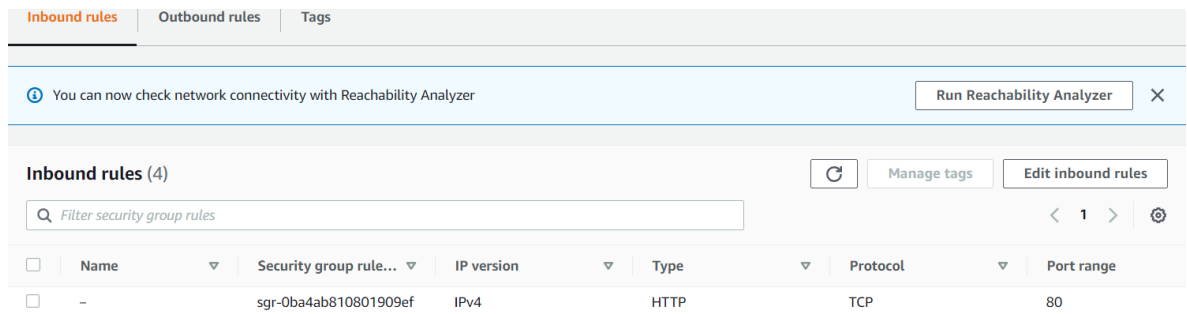 Inbound rules Outbound rules Tags
You can now check network connectivity with Reachability Analyzer Run Reachability Analyzer
Inbound rules (4) Manage tags Edit inbound rules
Filter security group rules 1
Name Security group rule... IP version Type Protocol Port range
– sgr-0ba4ab810801909ef IPv4 HTTP TCP 80